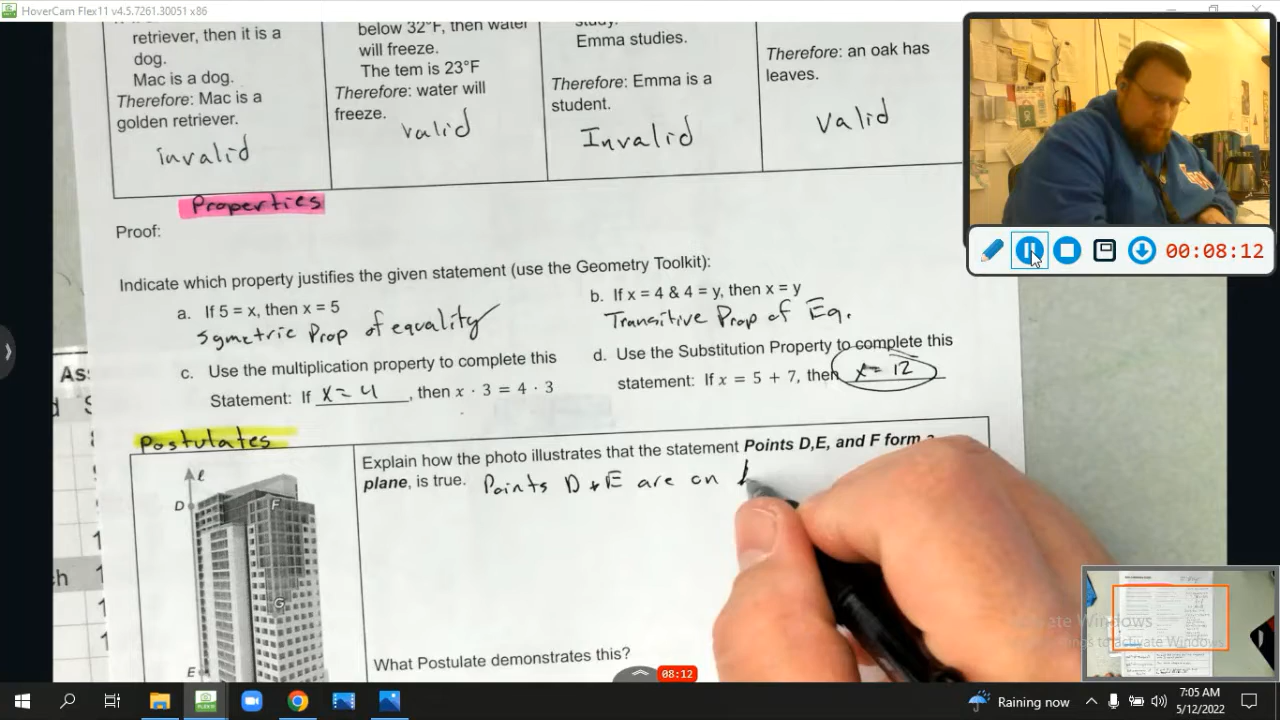 HoverCam Flex11 v4.5.7261.30051 x86
retriever, then it is a
dog.
Mac is a dog.
Therefore: Mac is a
golden retriever.
invalid
below 32°F, then water
will freeze.
The tem is 23°F
Therefore: water will
freeze.
valid
study.
Emma studies.
Therefore: Emma is a
student.
Invalid
Therefore: an oak has
leaves.
valid
00:08:12
Properties
Proof:
Indicate which property justifies the given statement (use the Geometry Toolkit):
a. If 5 = x, then x = 5
Symetric Prop of equality
b. If x = 4 & 4 = y, then x = y
Transitive Prop of Eq.
c. Use the multiplication property to complete this
Statement: If x = 4, then x · 3 = 4 · 3
d. Use the Substitution Property to complete this
statement: If x = 5 + 7, then x = 12
Ass
Postulates
Explain how the photo illustrates that the statement Points D,E, and F form a
plane, is true. Points D + E are on
ℓ
D
F
G
E
What Postulate demonstrates this?
08:12
Raining now
7:05 AM
5/12/2022